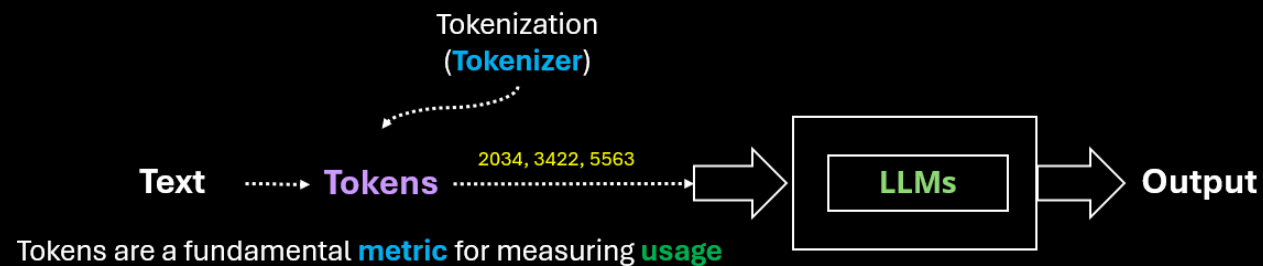 Tokenization
(Tokenizer)
2034, 3422, 5563
Text
Tokens
LLMs
Output
Tokens are a fundamental metric for measuring usage